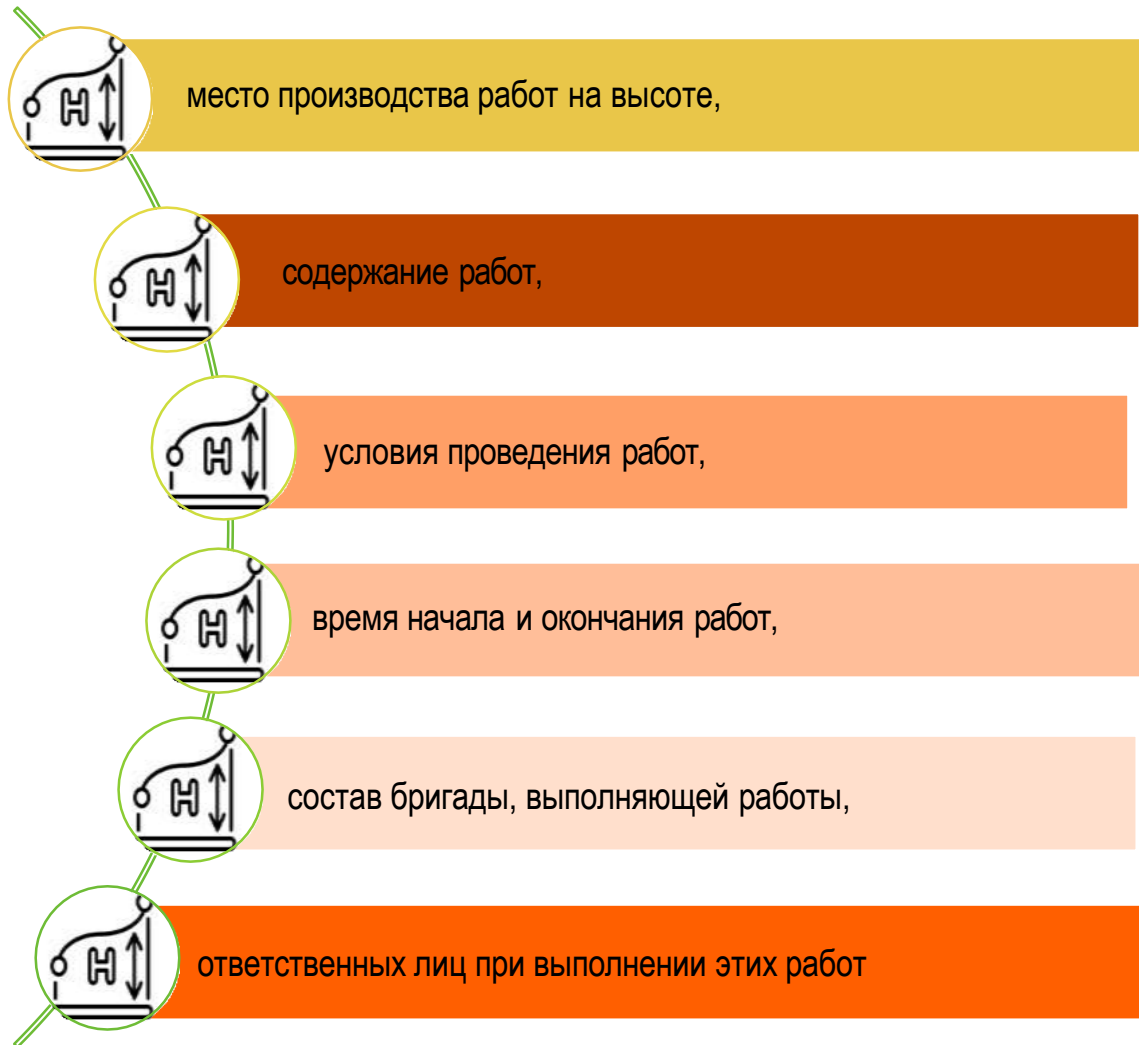 место производства работ на высоте,
содержание работ,
условия проведения работ,
время начала и окончания работ,
состав бригады, выполняющей работы,
ответственных лиц при выполнении этих работ
H
H
H
H
H
H